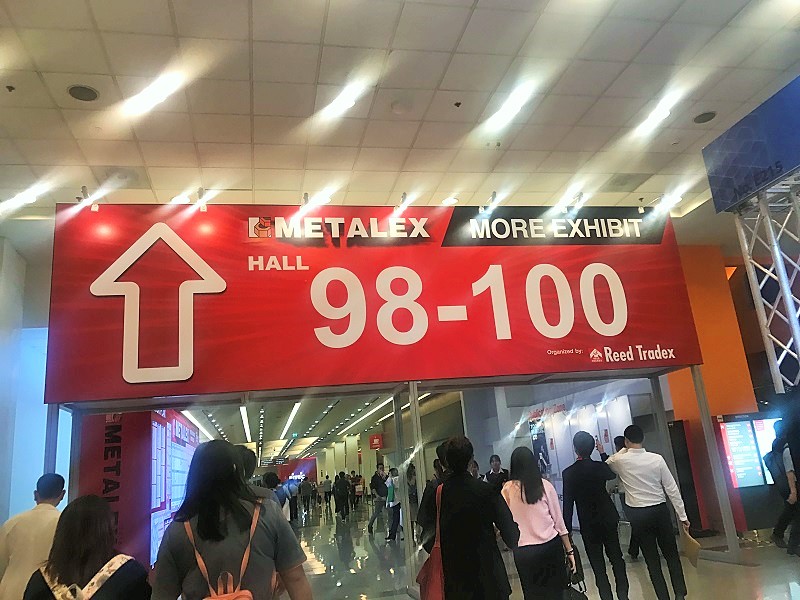 METALEX MORE EXHIBIT
HALL 98-100
Organized by: Reed Tradex
METALEX